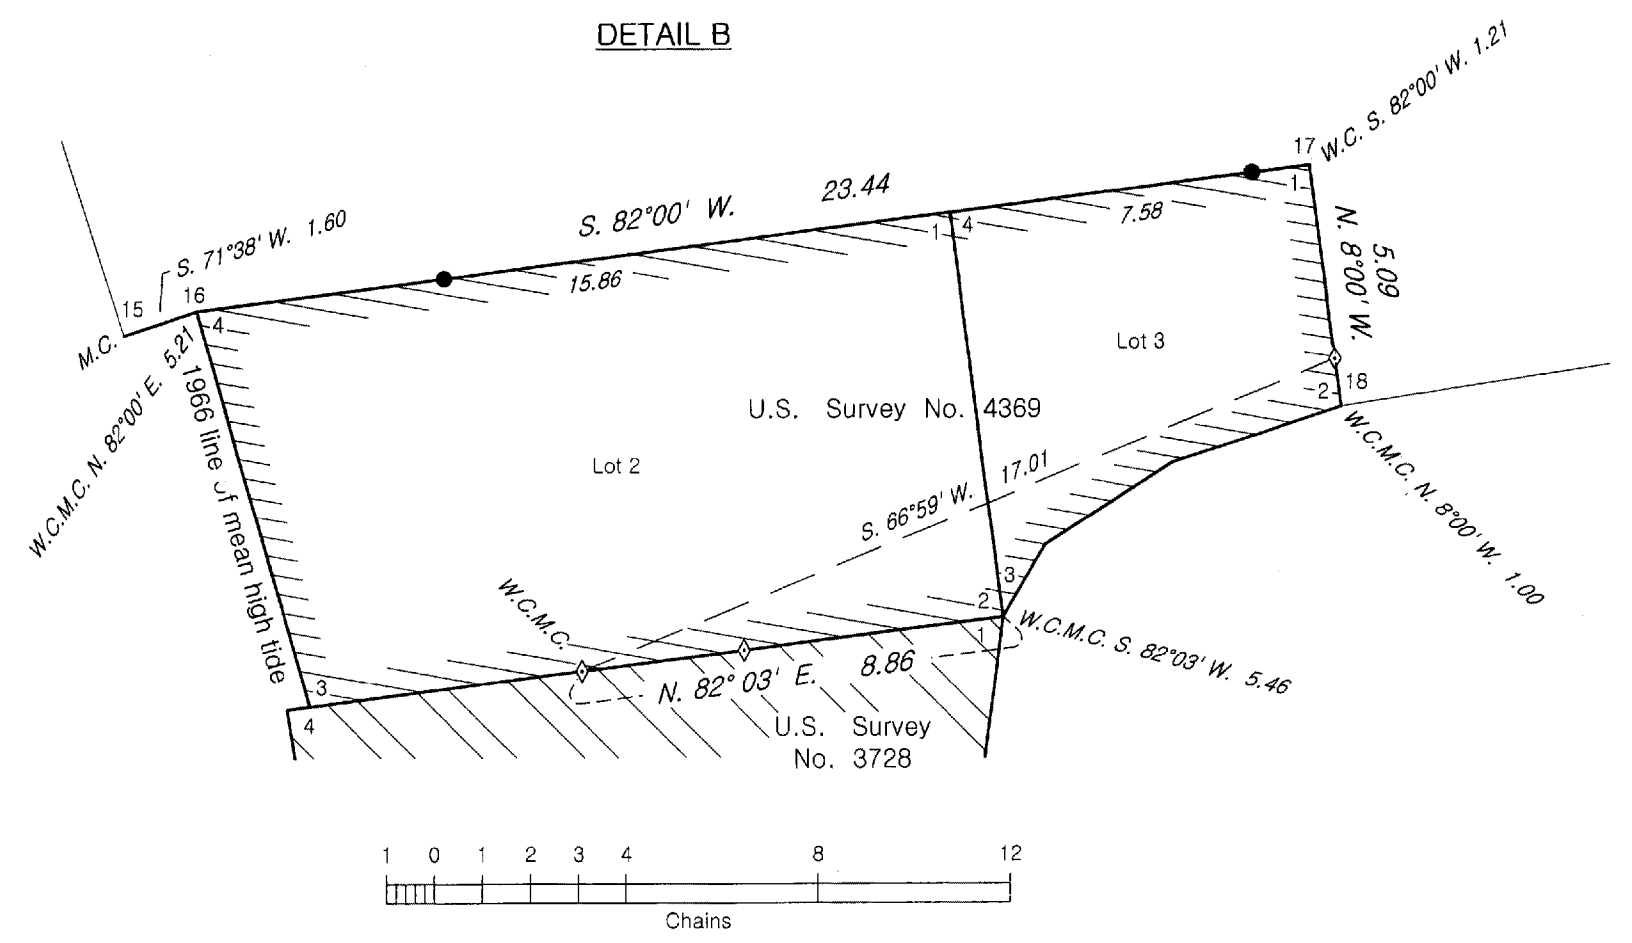 DETAIL B
W.C. S. 82°00' W. 1.21
17
S. 82°00' W. 23.44
1
7.58
1 4
S. 71°38' W. 1.60
15
16
15.86
4
M.C.
W.C.M.C. N. 82°00' E. 5.21
N. 8°00' W.
5.09
Lot 3
2
18
U.S. Survey No. 4369
Lot 2
1966 line of mean high tide
S. 66°59' W. 17.01
W.C.M.C. N. 8°00' W. 1.00
W.C.M.C.
3
2
1
W.C.M.C. S. 82°03' W. 5.46
3
4
N. 82°03' E. 8.86
U.S. Survey
No. 3728
1 0 1 2 3 4 8 12
Chains